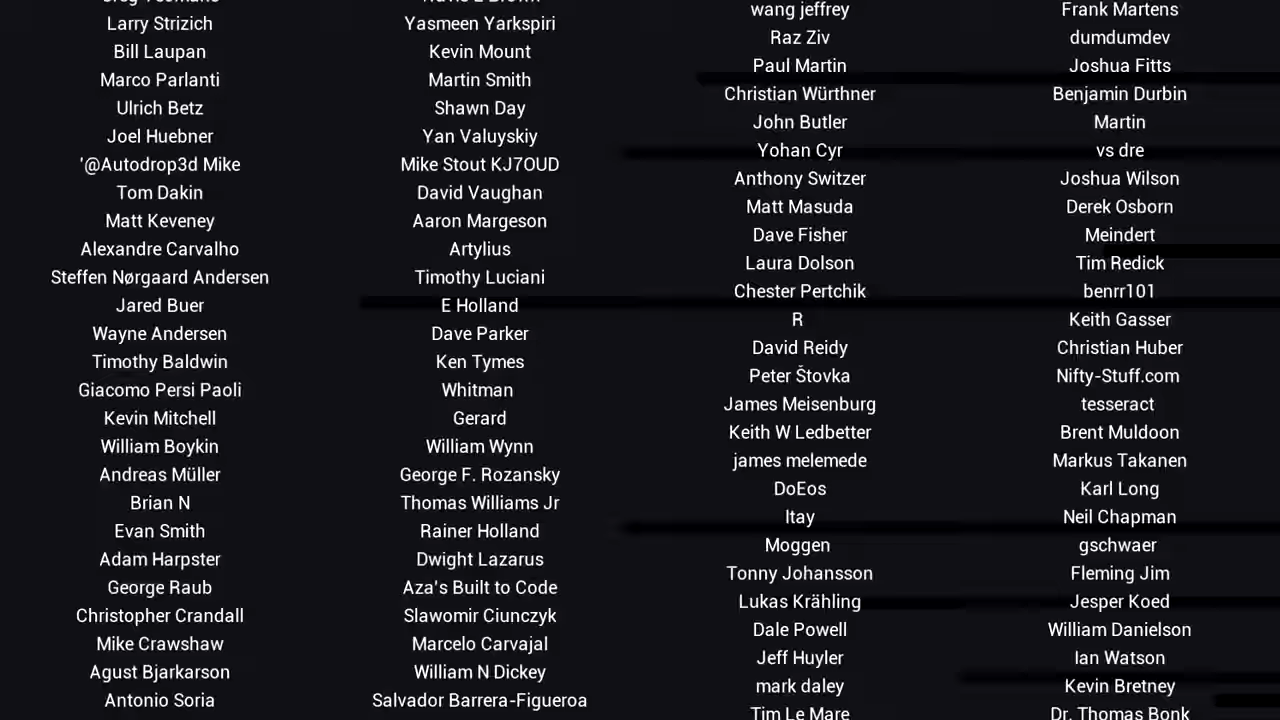 Larry Strizich
Bill Laupan
Marco Parlanti
Ulrich Betz
Joel Huebner
'@Autodrop3d Mike
Tom Dakin
Matt Keveney
Alexandre Carvalho
Steffen Nørgaard Andersen
Jared Buer
Wayne Andersen
Timothy Baldwin
Giacomo Persi Paoli
Kevin Mitchell
William Boykin
Andreas Müller
Brian N
Evan Smith
Adam Harpster
George Raub
Christopher Crandall
Mike Crawshaw
Agust Bjarkarson
Antonio Soria
Yasmeen Yarkspiri
Kevin Mount
Martin Smith
Shawn Day
Yan Valuyskiy
Mike Stout KJ7OUD
David Vaughan
Aaron Margeson
Artylius
Timothy Luciani
E Holland
Dave Parker
Ken Tymes
Whitman
Gerard
William Wynn
George F. Rozansky
Thomas Williams Jr
Rainer Holland
Dwight Lazarus
Aza's Built to Code
Slawomir Ciunczyk
Marcelo Carvajal
William N Dickey
Salvador Barrera-Figueroa
wang jeffrey
Raz Ziv
Paul Martin
Christian Würthner
John Butler
Yohan Cyr
Anthony Switzer
Matt Masuda
Dave Fisher
Laura Dolson
Chester Pertchik
R
David Reidy
Peter Štovka
James Meisenburg
Keith W Ledbetter
james melemede
DoEos
Itay
Moggen
Tonny Johansson
Lukas Krähling
Dale Powell
Jeff Huyler
mark daley
Tim Le Mare
Frank Martens
dumdumdev
Joshua Fitts
Benjamin Durbin
Martin
vs dre
Joshua Wilson
Derek Osborn
Meindert
Tim Redick
benrr101
Keith Gasser
Christian Huber
Nifty-Stuff.com
tesseract
Brent Muldoon
Markus Takanen
Karl Long
Neil Chapman
gschwaer
Fleming Jim
Jesper Koed
William Danielson
Ian Watson
Kevin Bretney
Dr. Thomas Bonk